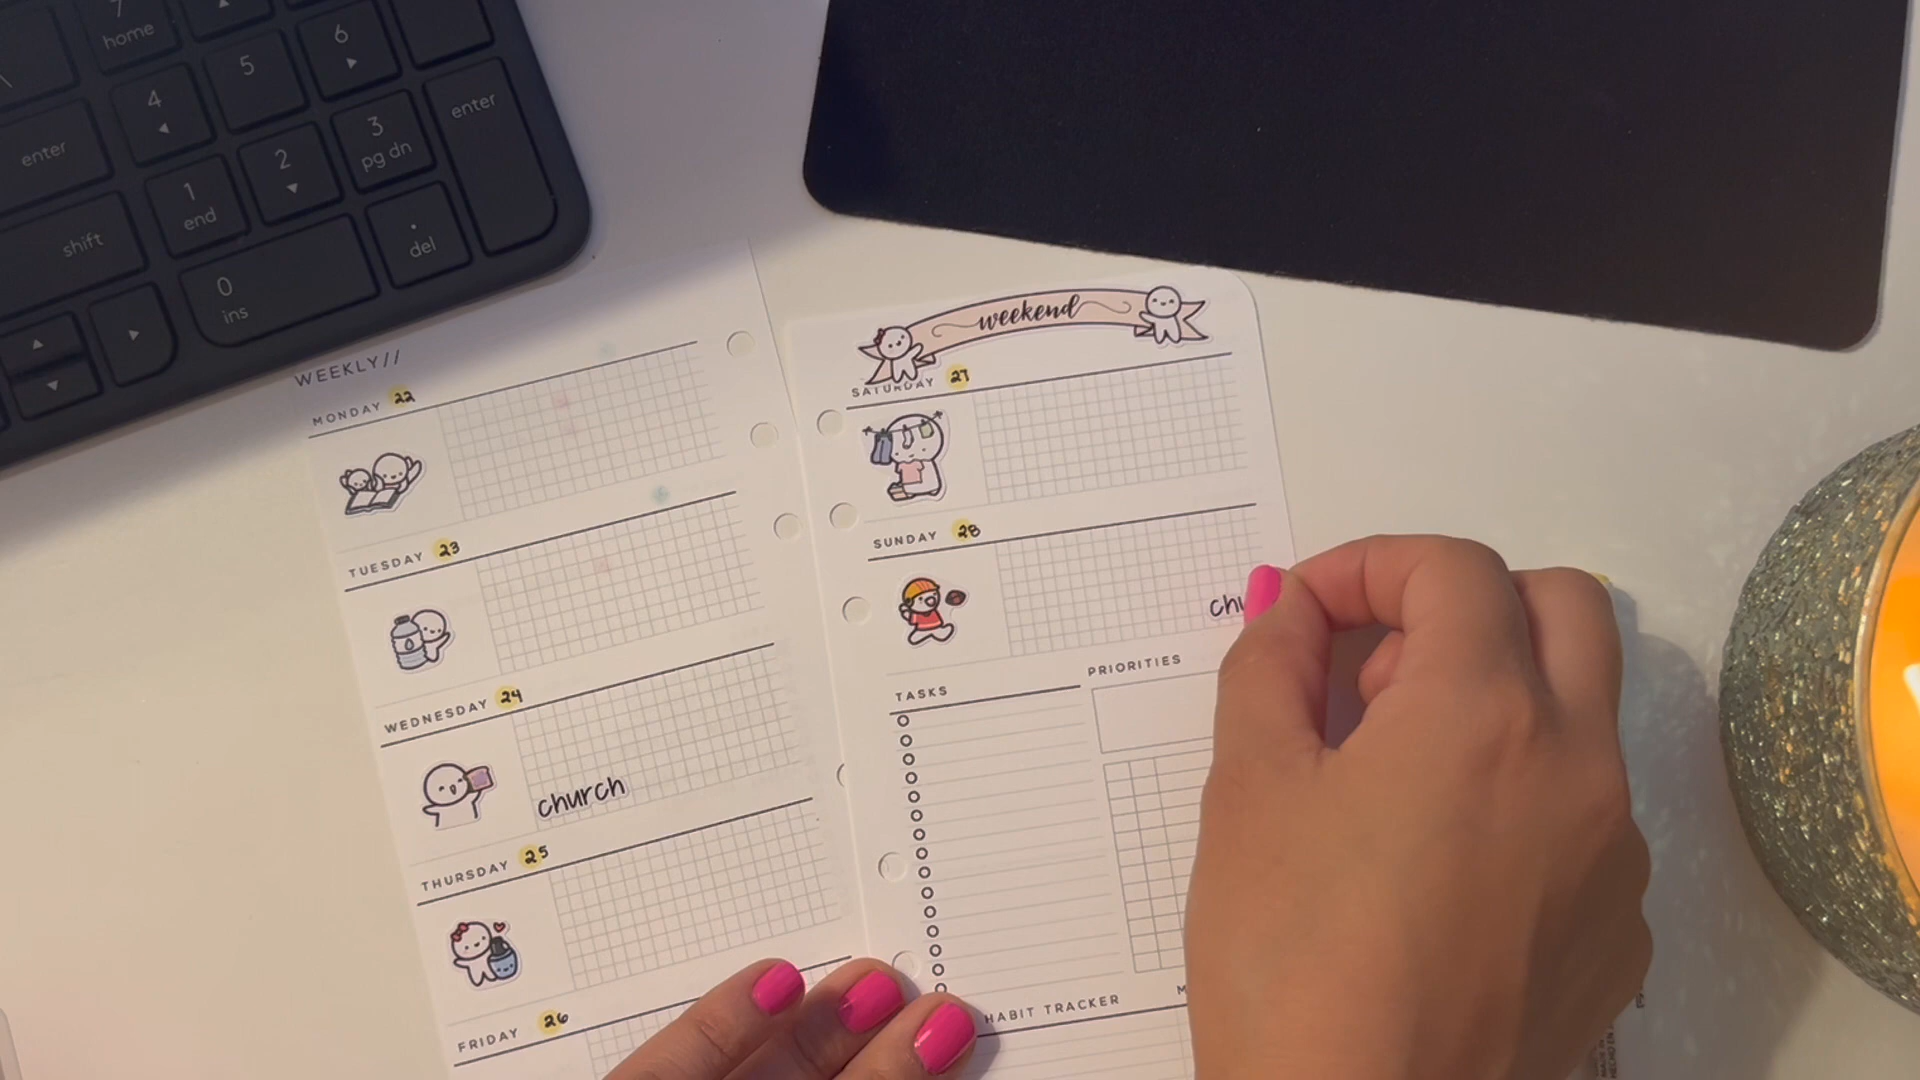 7
home
6
5
4
enter
3
pg dn
enter
2
1
end
shift
.
del
0
ins
WEEKLY//
MONDAY 22
TUESDAY 23
WEDNESDAY 24
church
THURSDAY 25
FRIDAY 26
weekend
SATURDAY 27
SUNDAY 28
chu
PRIORITIES
TASKS
HABIT TRACKER
M